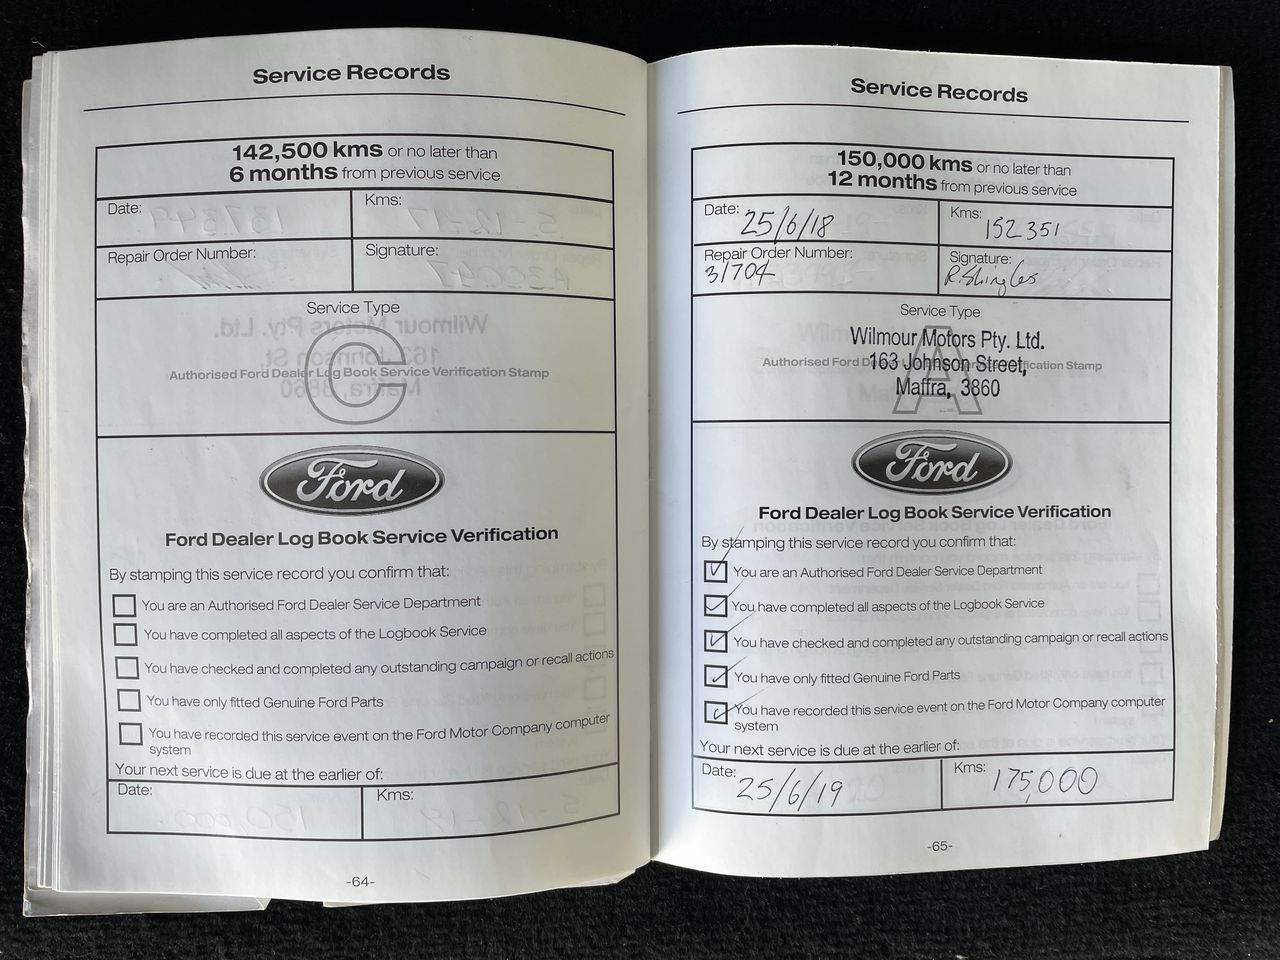 Service Records
142,500 kms or no later than
6 months from previous service
Date:
Kms:
Repair Order Number:
Signature:
Service Type
C
Authorised Ford Dealer Log Book Service Verification Stamp
Ford
Ford Dealer Log Book Service Verification
By stamping this service record you confirm that:
You are an Authorised Ford Dealer Service Department
You have completed all aspects of the Logbook Service
You have checked and completed any outstanding campaign or recall actions
You have only fitted Genuine Ford Parts
You have recorded this service event on the Ford Motor Company computer
system
Your next service is due at the earlier of:
Date:
Kms:
-64-
Service Records
150,000 kms or no later than
12 months from previous service
Date: 25/6/18
Kms: 152 351
Repair Order Number:
31704
Signature:
R.Shingles
Service Type
A
Wilmour Motors Pty. Ltd.
Authorised Ford
163 Johnson Street,
Maffra, 3860
Ford
Ford Dealer Log Book Service Verification
By stamping this service record you confirm that:
You are an Authorised Ford Dealer Service Department
You have completed all aspects of the Logbook Service
You have checked and completed any outstanding campaign or recall actions
You have only fitted Genuine Ford Parts
You have recorded this service event on the Ford Motor Company computer
system
Your next service is due at the earlier of:
Date: 25/6/19
Kms: 175,000
-65-